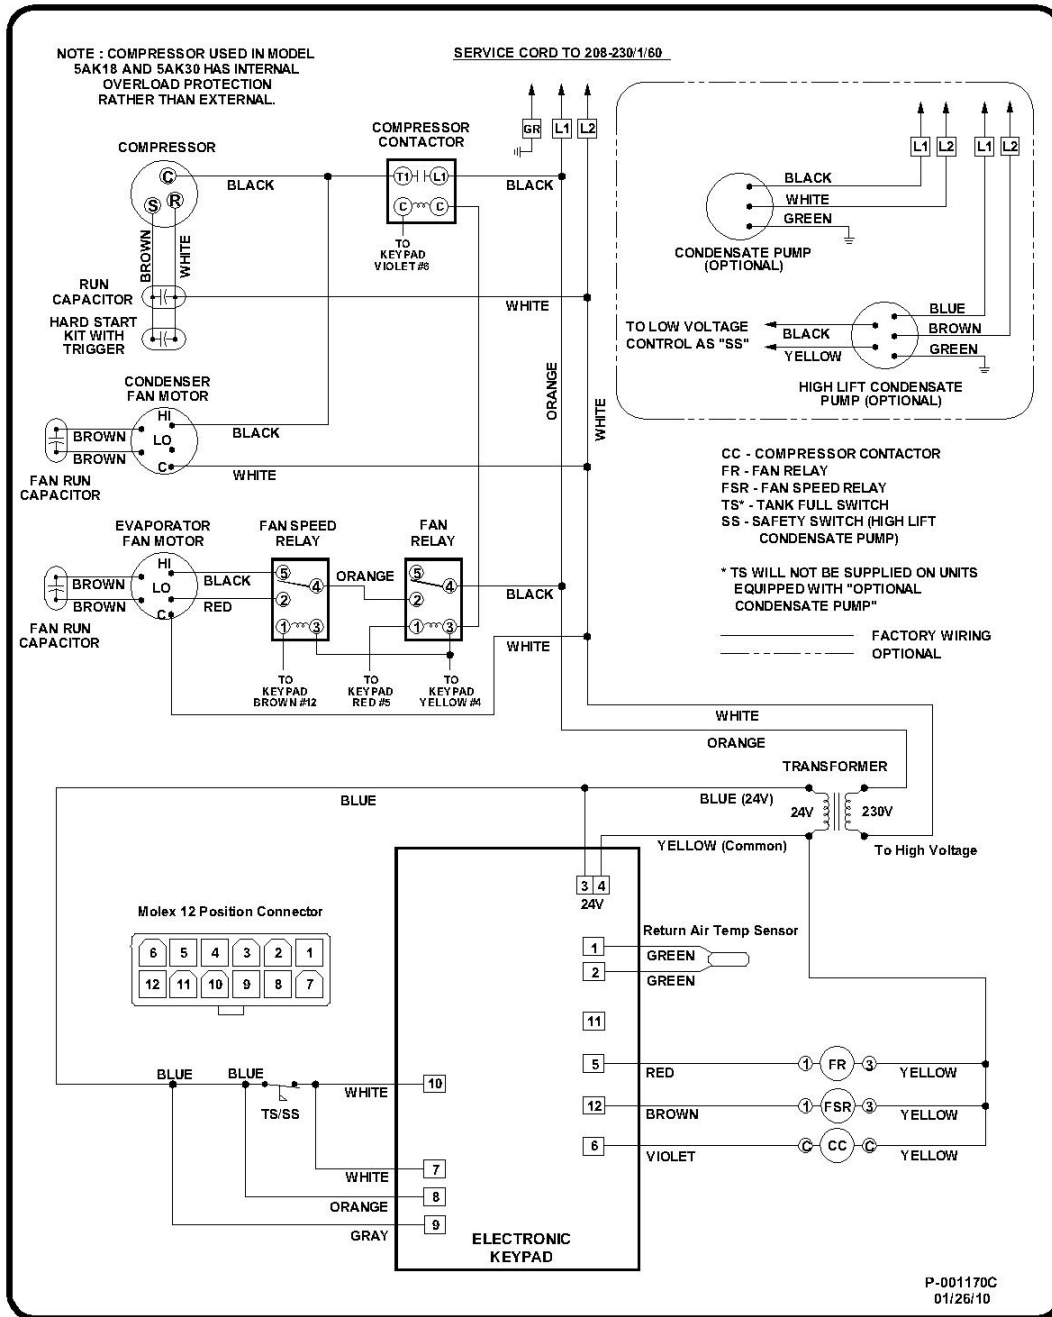 NOTE : COMPRESSOR USED IN MODEL
5AK18 AND 5AK30 HAS INTERNAL
OVERLOAD PROTECTION
RATHER THAN EXTERNAL.
SERVICE CORD TO 208-230/1/60
GR
L1
L2
COMPRESSOR
CONTACTOR
T1
L1
C
C
BLACK
BLACK
TO
KEYPAD
VIOLET #6
COMPRESSOR
C
S
R
BROWN
WHITE
RUN
CAPACITOR
HARD START
KIT WITH
TRIGGER
WHITE
ORANGE
WHITE
L1
L2
L1
L2
BLACK
WHITE
GREEN
CONDENSATE PUMP
(OPTIONAL)
TO LOW VOLTAGE
CONTROL AS "SS"
BLACK
YELLOW
BLUE
BROWN
GREEN
HIGH LIFT CONDENSATE
PUMP (OPTIONAL)
CONDENSER
FAN MOTOR
HI
LO
C
BROWN
BROWN
BLACK
WHITE
FAN RUN
CAPACITOR
CC - COMPRESSOR CONTACTOR
FR - FAN RELAY
FSR - FAN SPEED RELAY
TS* - TANK FULL SWITCH
SS - SAFETY SWITCH (HIGH LIFT
CONDENSATE PUMP)
* TS WILL NOT BE SUPPLIED ON UNITS
EQUIPPED WITH "OPTIONAL
CONDENSATE PUMP"
FACTORY WIRING
OPTIONAL
EVAPORATOR
FAN MOTOR
HI
LO
C
BROWN
BROWN
BLACK
RED
FAN RUN
CAPACITOR
FAN SPEED
RELAY
5
4
2
1
3
ORANGE
FAN
RELAY
5
4
2
1
3
BLACK
WHITE
TO
KEYPAD
BROWN #12
TO
KEYPAD
RED #5
TO
KEYPAD
YELLOW #4
WHITE
ORANGE
TRANSFORMER
BLUE
BLUE (24V)
24V
230V
YELLOW (Common)
To High Voltage
3
4
24V
Molex 12 Position Connector
6
5
4
3
2
1
12
11
10
9
8
7
1
2
Return Air Temp Sensor
GREEN
GREEN
11
5
RED
1
FR
3
YELLOW
12
BROWN
1
FSR
3
YELLOW
6
VIOLET
C
CC
C
YELLOW
BLUE
BLUE
TS/SS
WHITE
10
WHITE
7
ORANGE
8
GRAY
9
ELECTRONIC
KEYPAD
P-001170C
01/26/10